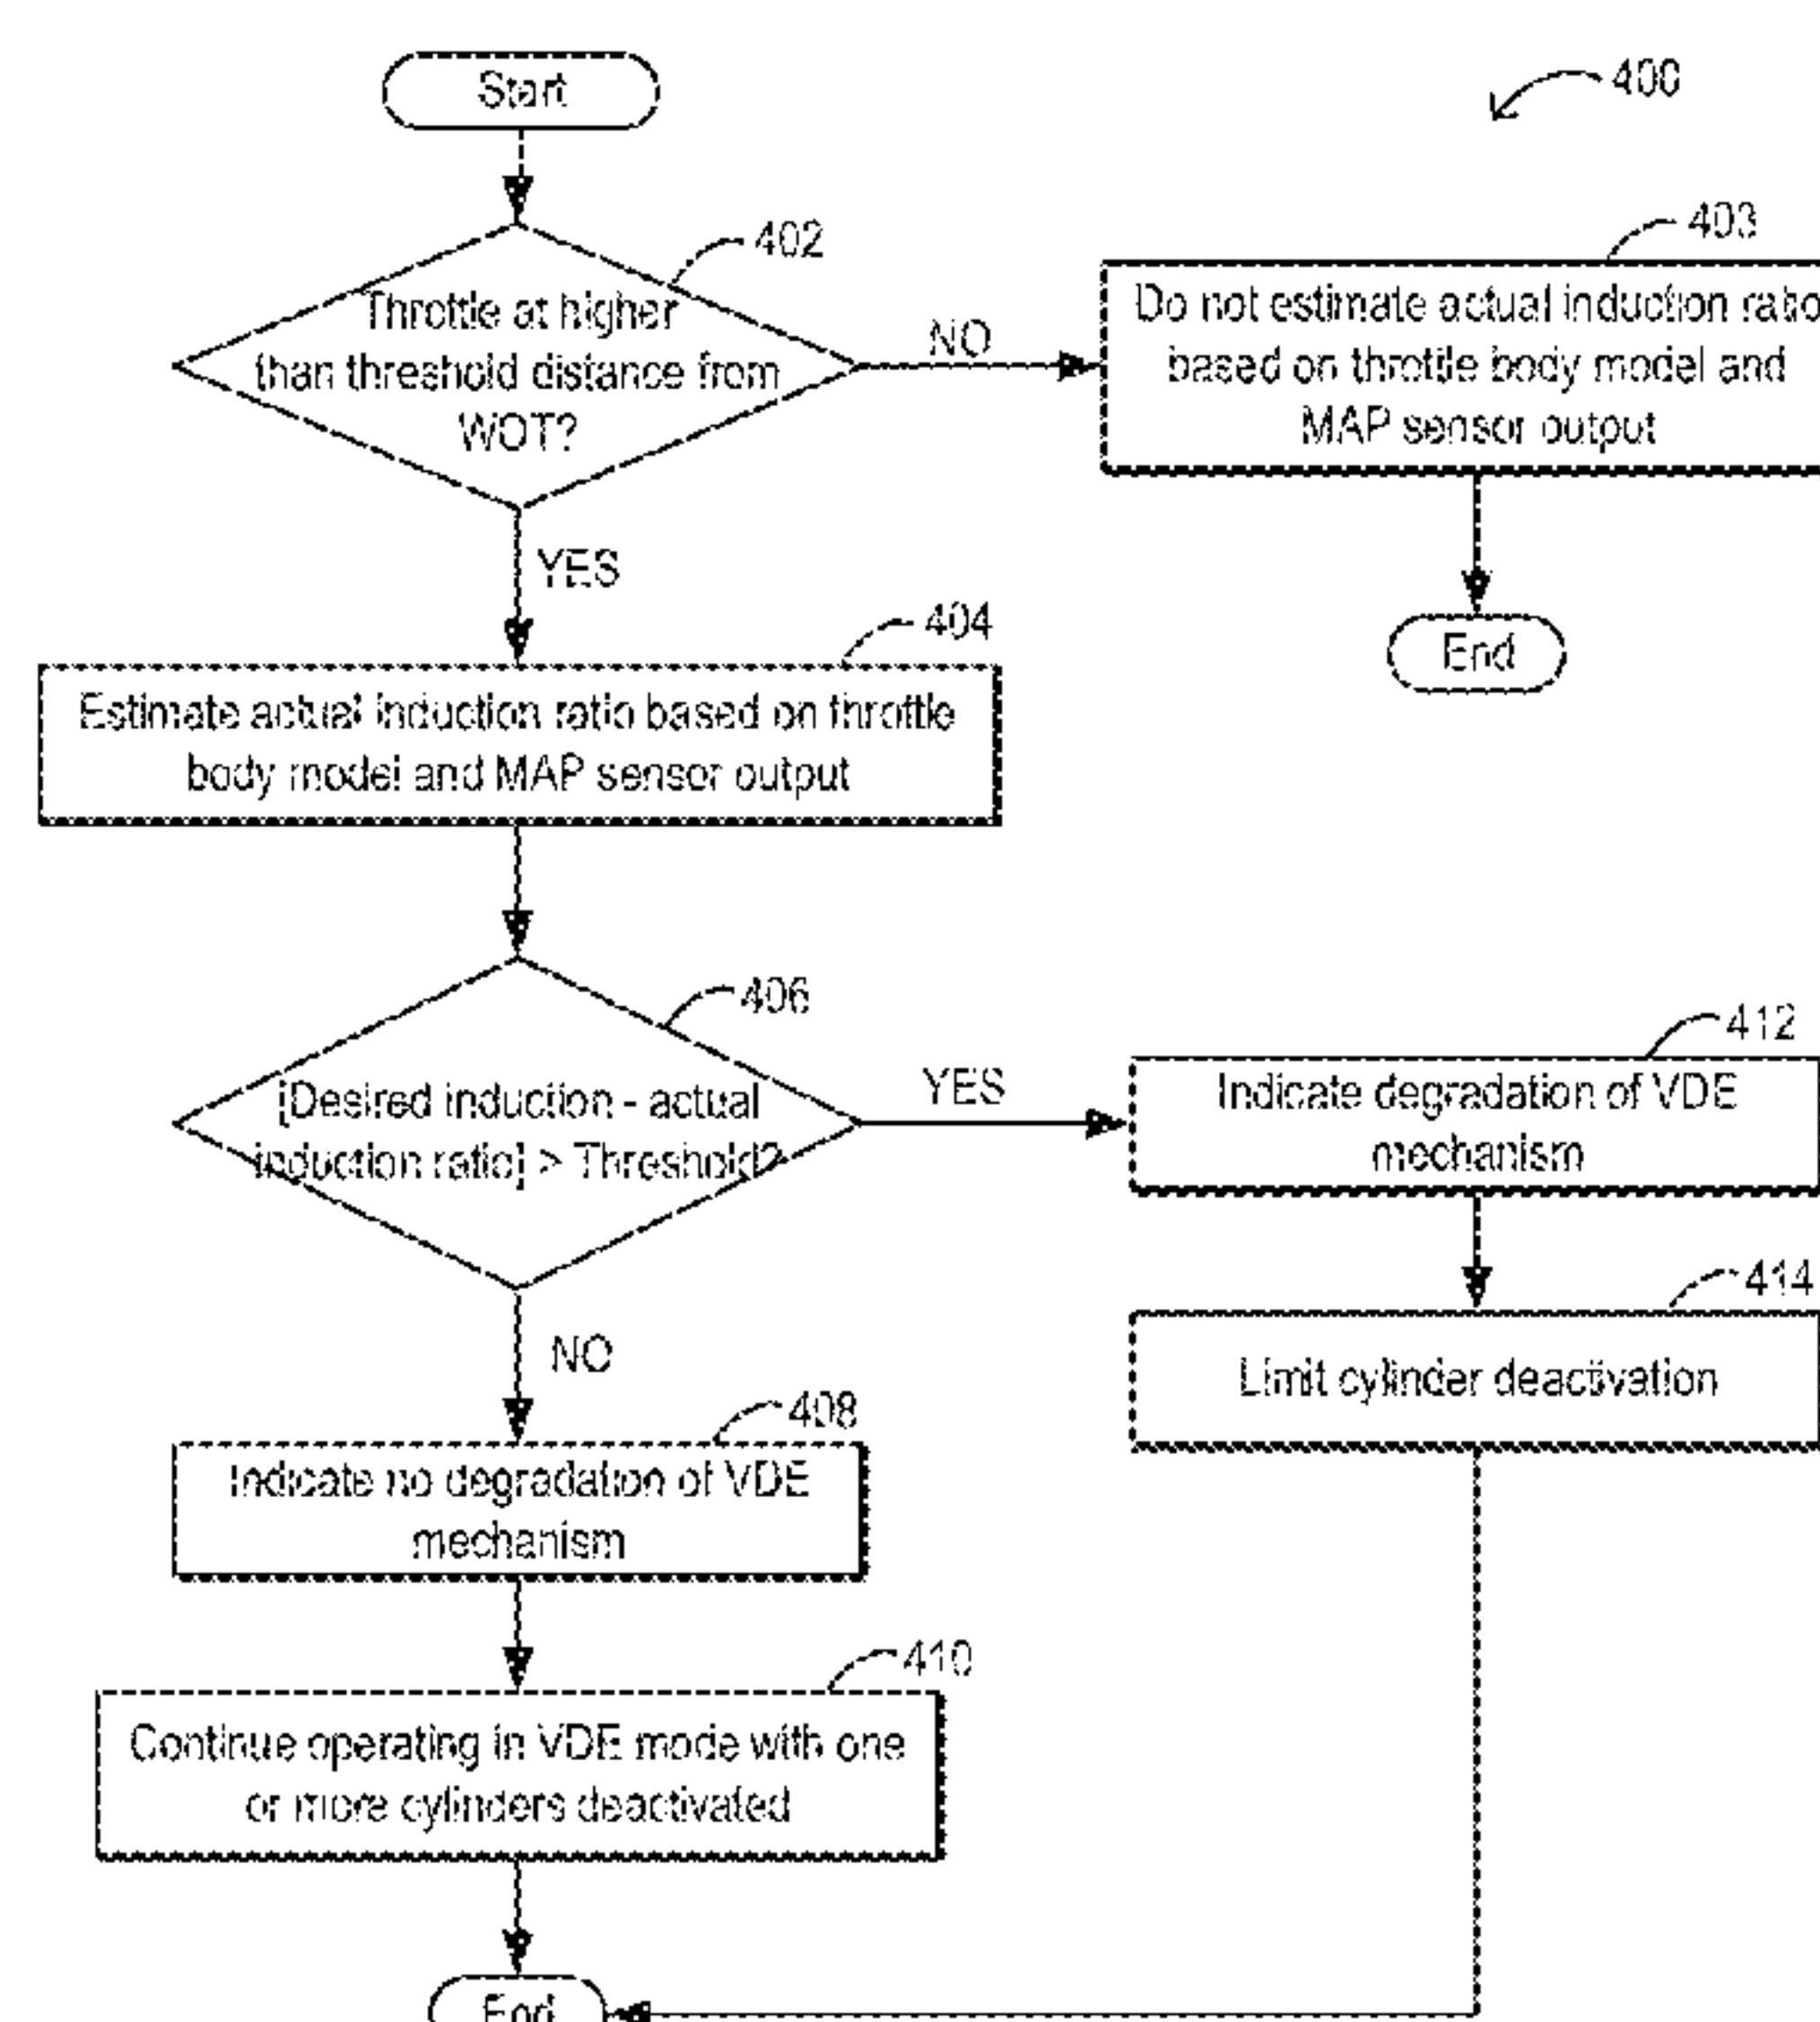 Start
400
402
Throttle at higher
than threshold distance from
WOT?
NO
403
Do not estimate actual induction ratio
based on throttle body model and
MAP sensor output
End
YES
404
Estimate actual induction ratio based on throttle
body model and MAP sensor output
406
[Desired induction - actual
induction ratio] > Threshold?
YES
412
Indicate degradation of VDE
mechanism
414
Limit cylinder deactivation
NO
408
Indicate no degradation of VDE
mechanism
410
Continue operating in VDE mode with one
or more cylinders deactivated
End